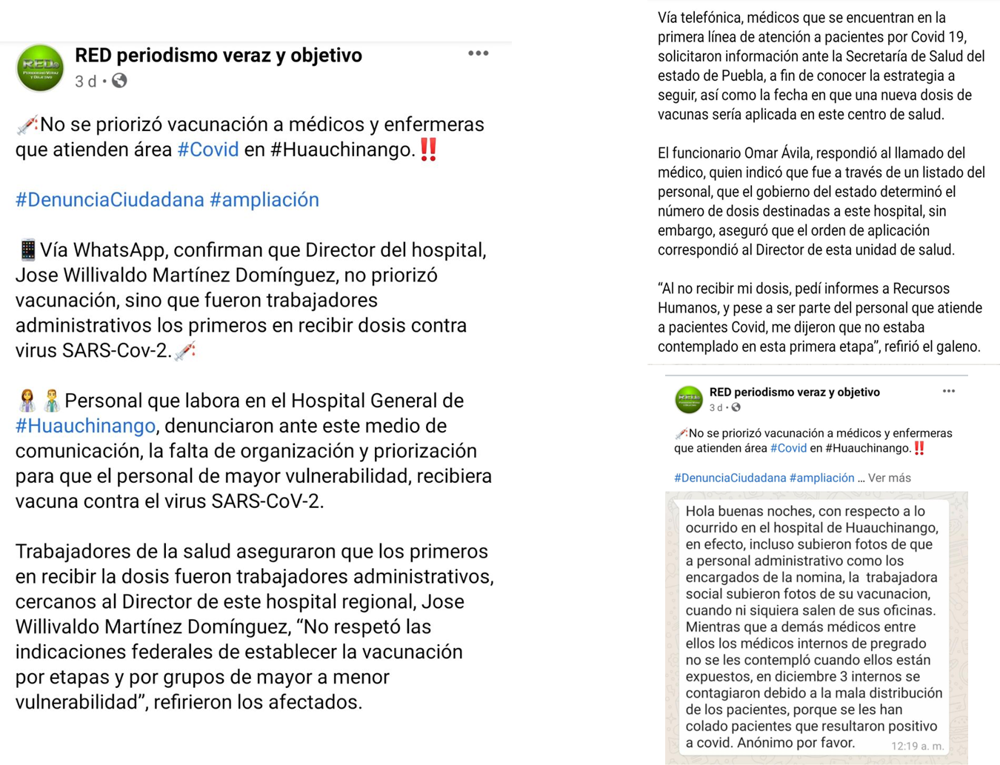 RED periodismo veraz y objetivo
3 d
No se priorizó vacunación a médicos y enfermeras
que atienden área #Covid en #Huauchinango.‼️
#DenunciaCiudadana #ampliación
Vía WhatsApp, confirman que Director del hospital,
Jose Willivaldo Martínez Domínguez, no priorizó
vacunación, sino que fueron trabajadores
administrativos los primeros en recibir dosis contra
virus SARS-Cov-2.
Personal que labora en el Hospital General de
#Huauchinango, denunciaron ante este medio de
comunicación, la falta de organización y priorización
para que el personal de mayor vulnerabilidad, recibiera
vacuna contra el virus SARS-CoV-2.
Trabajadores de la salud aseguraron que los primeros
en recibir la dosis fueron trabajadores administrativos,
cercanos al Director de este hospital regional, Jose
Willivaldo Martínez Domínguez, “No respetó las
indicaciones federales de establecer la vacunación
por etapas y por grupos de mayor a menor
vulnerabilidad”, refirieron los afectados.
Vía telefónica, médicos que se encuentran en la
primera línea de atención a pacientes por Covid 19,
solicitaron información ante la Secretaría de Salud del
estado de Puebla, a fin de conocer la estrategia a
seguir, así como la fecha en que una nueva dosis de
vacunas sería aplicada en este centro de salud.
El funcionario Omar Ávila, respondió al llamado del
médico, quien indicó que fue a través de un listado del
personal, que el gobierno del estado determinó el
número de dosis destinadas a este hospital, sin
embargo, aseguró que el orden de aplicación
correspondió al Director de esta unidad de salud.
“Al no recibir mi dosis, pedí informes a Recursos
Humanos, y pese a ser parte del personal que atiende
a pacientes Covid, me dijeron que no estaba
contemplado en esta primera etapa”, refirió el galeno.
RED periodismo veraz y objetivo
3 d
No se priorizó vacunación a médicos y enfermeras
que atienden área #Covid en #Huauchinango.‼️
#DenunciaCiudadana #ampliación ... Ver más
Hola buenas noches, con respecto a lo
ocurrido en el hospital de Huauchinango,
en efecto, incluso subieron fotos de que
a personal administrativo como los
encargados de la nomina, la trabajadora
social subieron fotos de su vacunacion,
cuando ni siquiera salen de sus oficinas.
Mientras que a demás médicos entre
ellos los médicos internos de pregrado
no se les contempló cuando ellos están
expuestos, en diciembre 3 internos se
contagiaron debido a la mala distribución
de los pacientes, porque se les han
colado pacientes que resultaron positivo
a covid. Anónimo por favor.
12:19 a. m.